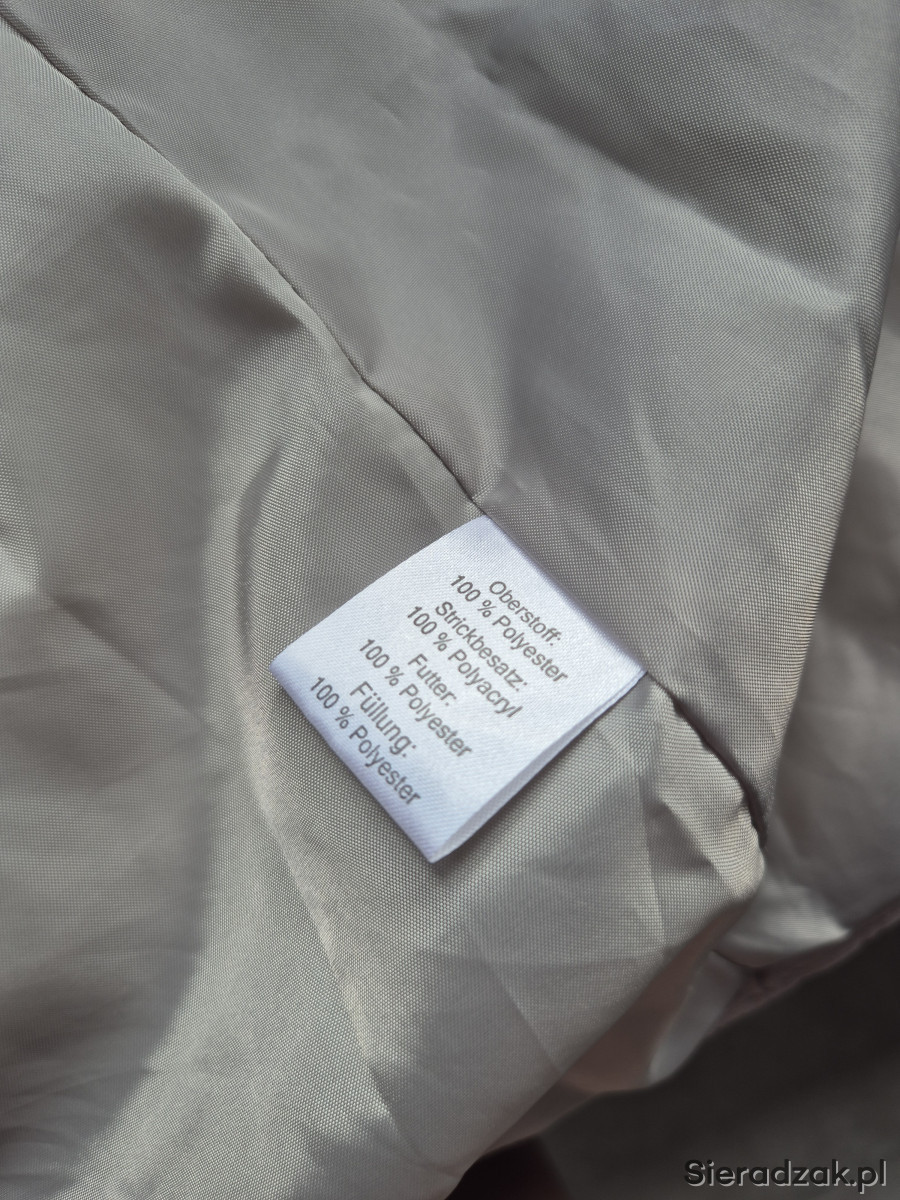 Oberstoff:
100 % Polyester
Strickbesatz:
100 % Polyacryl
Futter:
100 % Polyester
Füllung:
100 % Polyester
Sieradzak.pl